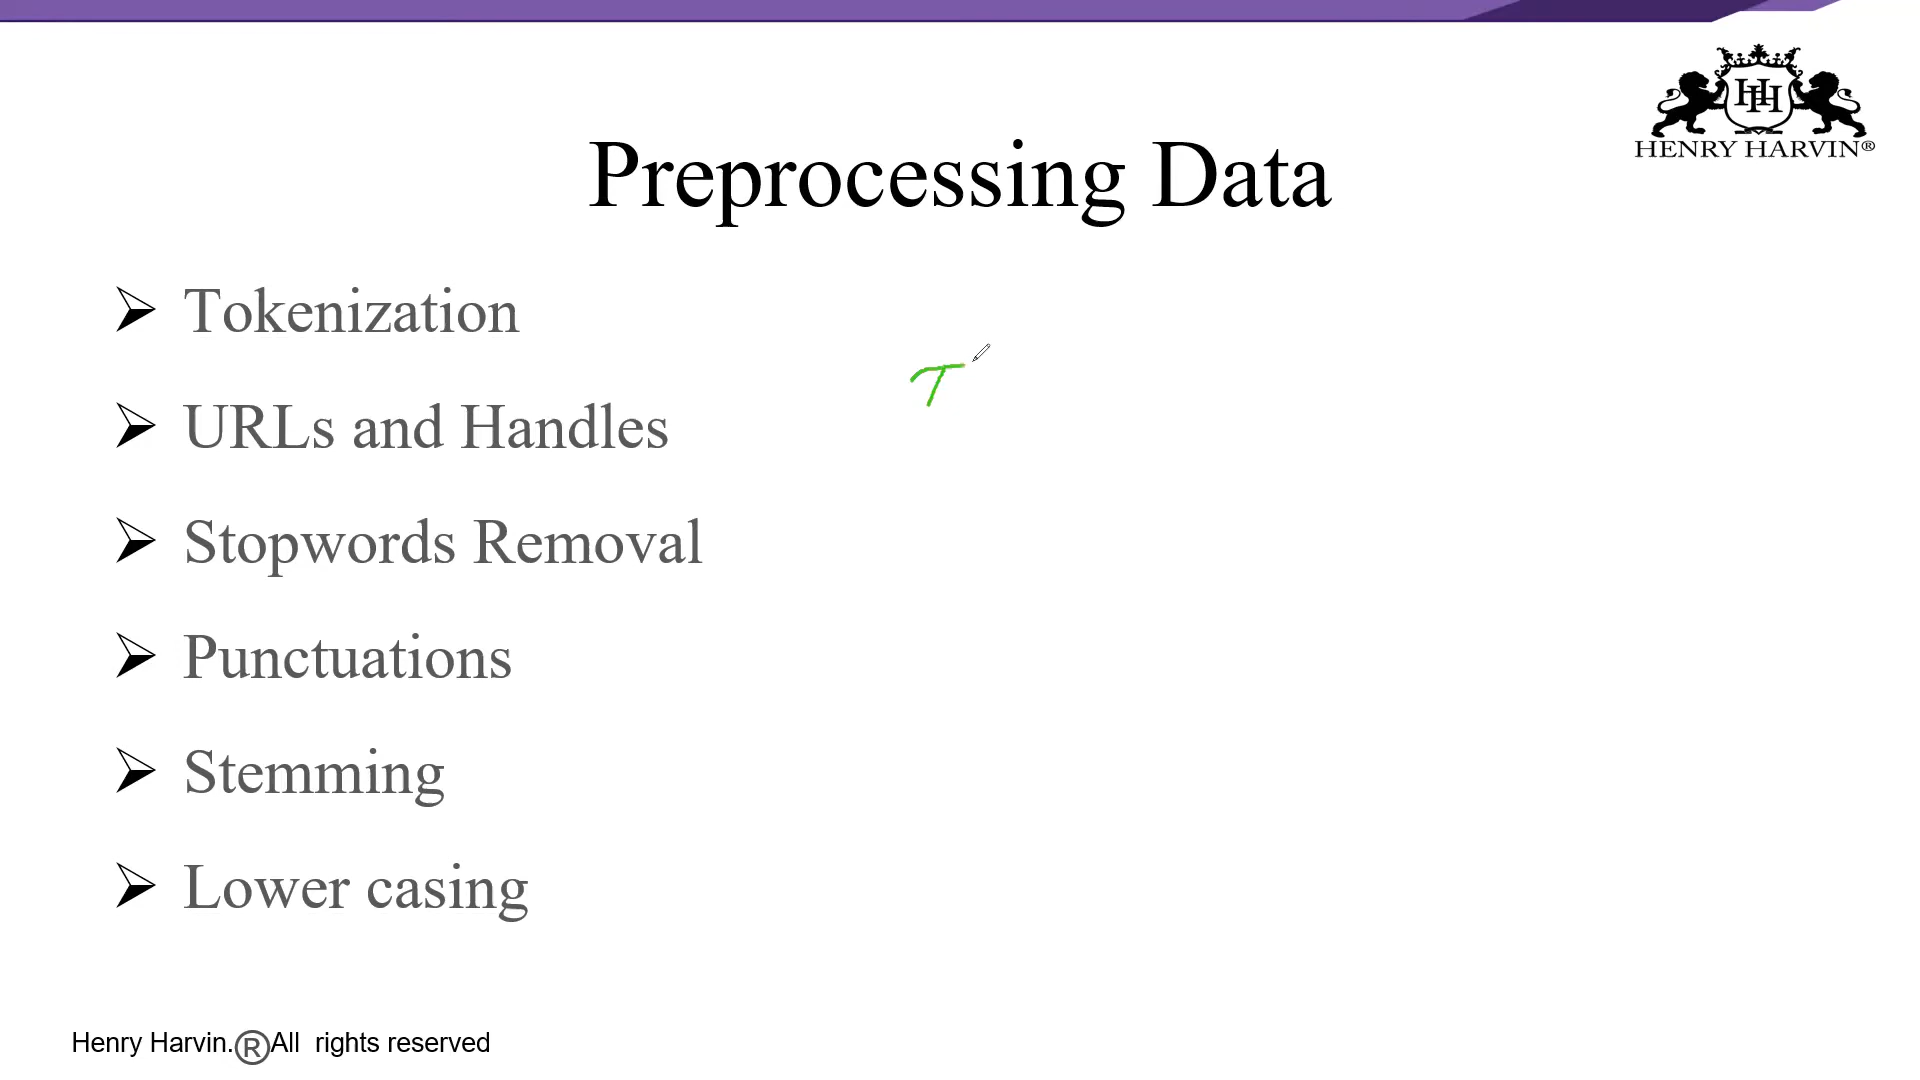 HH
HENRY HARVIN®
Preprocessing Data
Tokenization
T
URLs and Handles
Stopwords Removal
Punctuations
Stemming
Lower casing
Henry Harvin.®All rights reserved